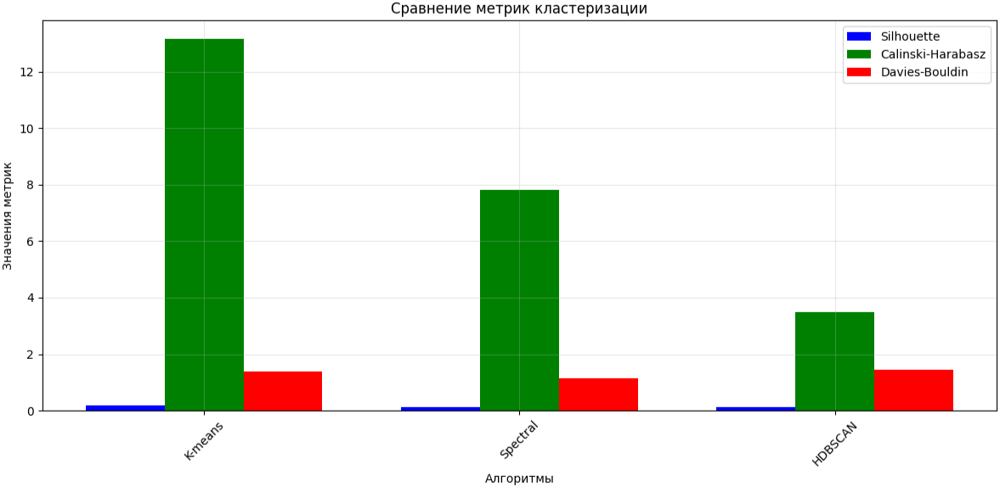 Сравнение метрик кластеризации
Silhouette
Calinski-Harabasz
Davies-Bouldin
Значения метрик
12
10
8
6
4
2
0
K-means
Spectral
HDBSCAN
Алгоритмы